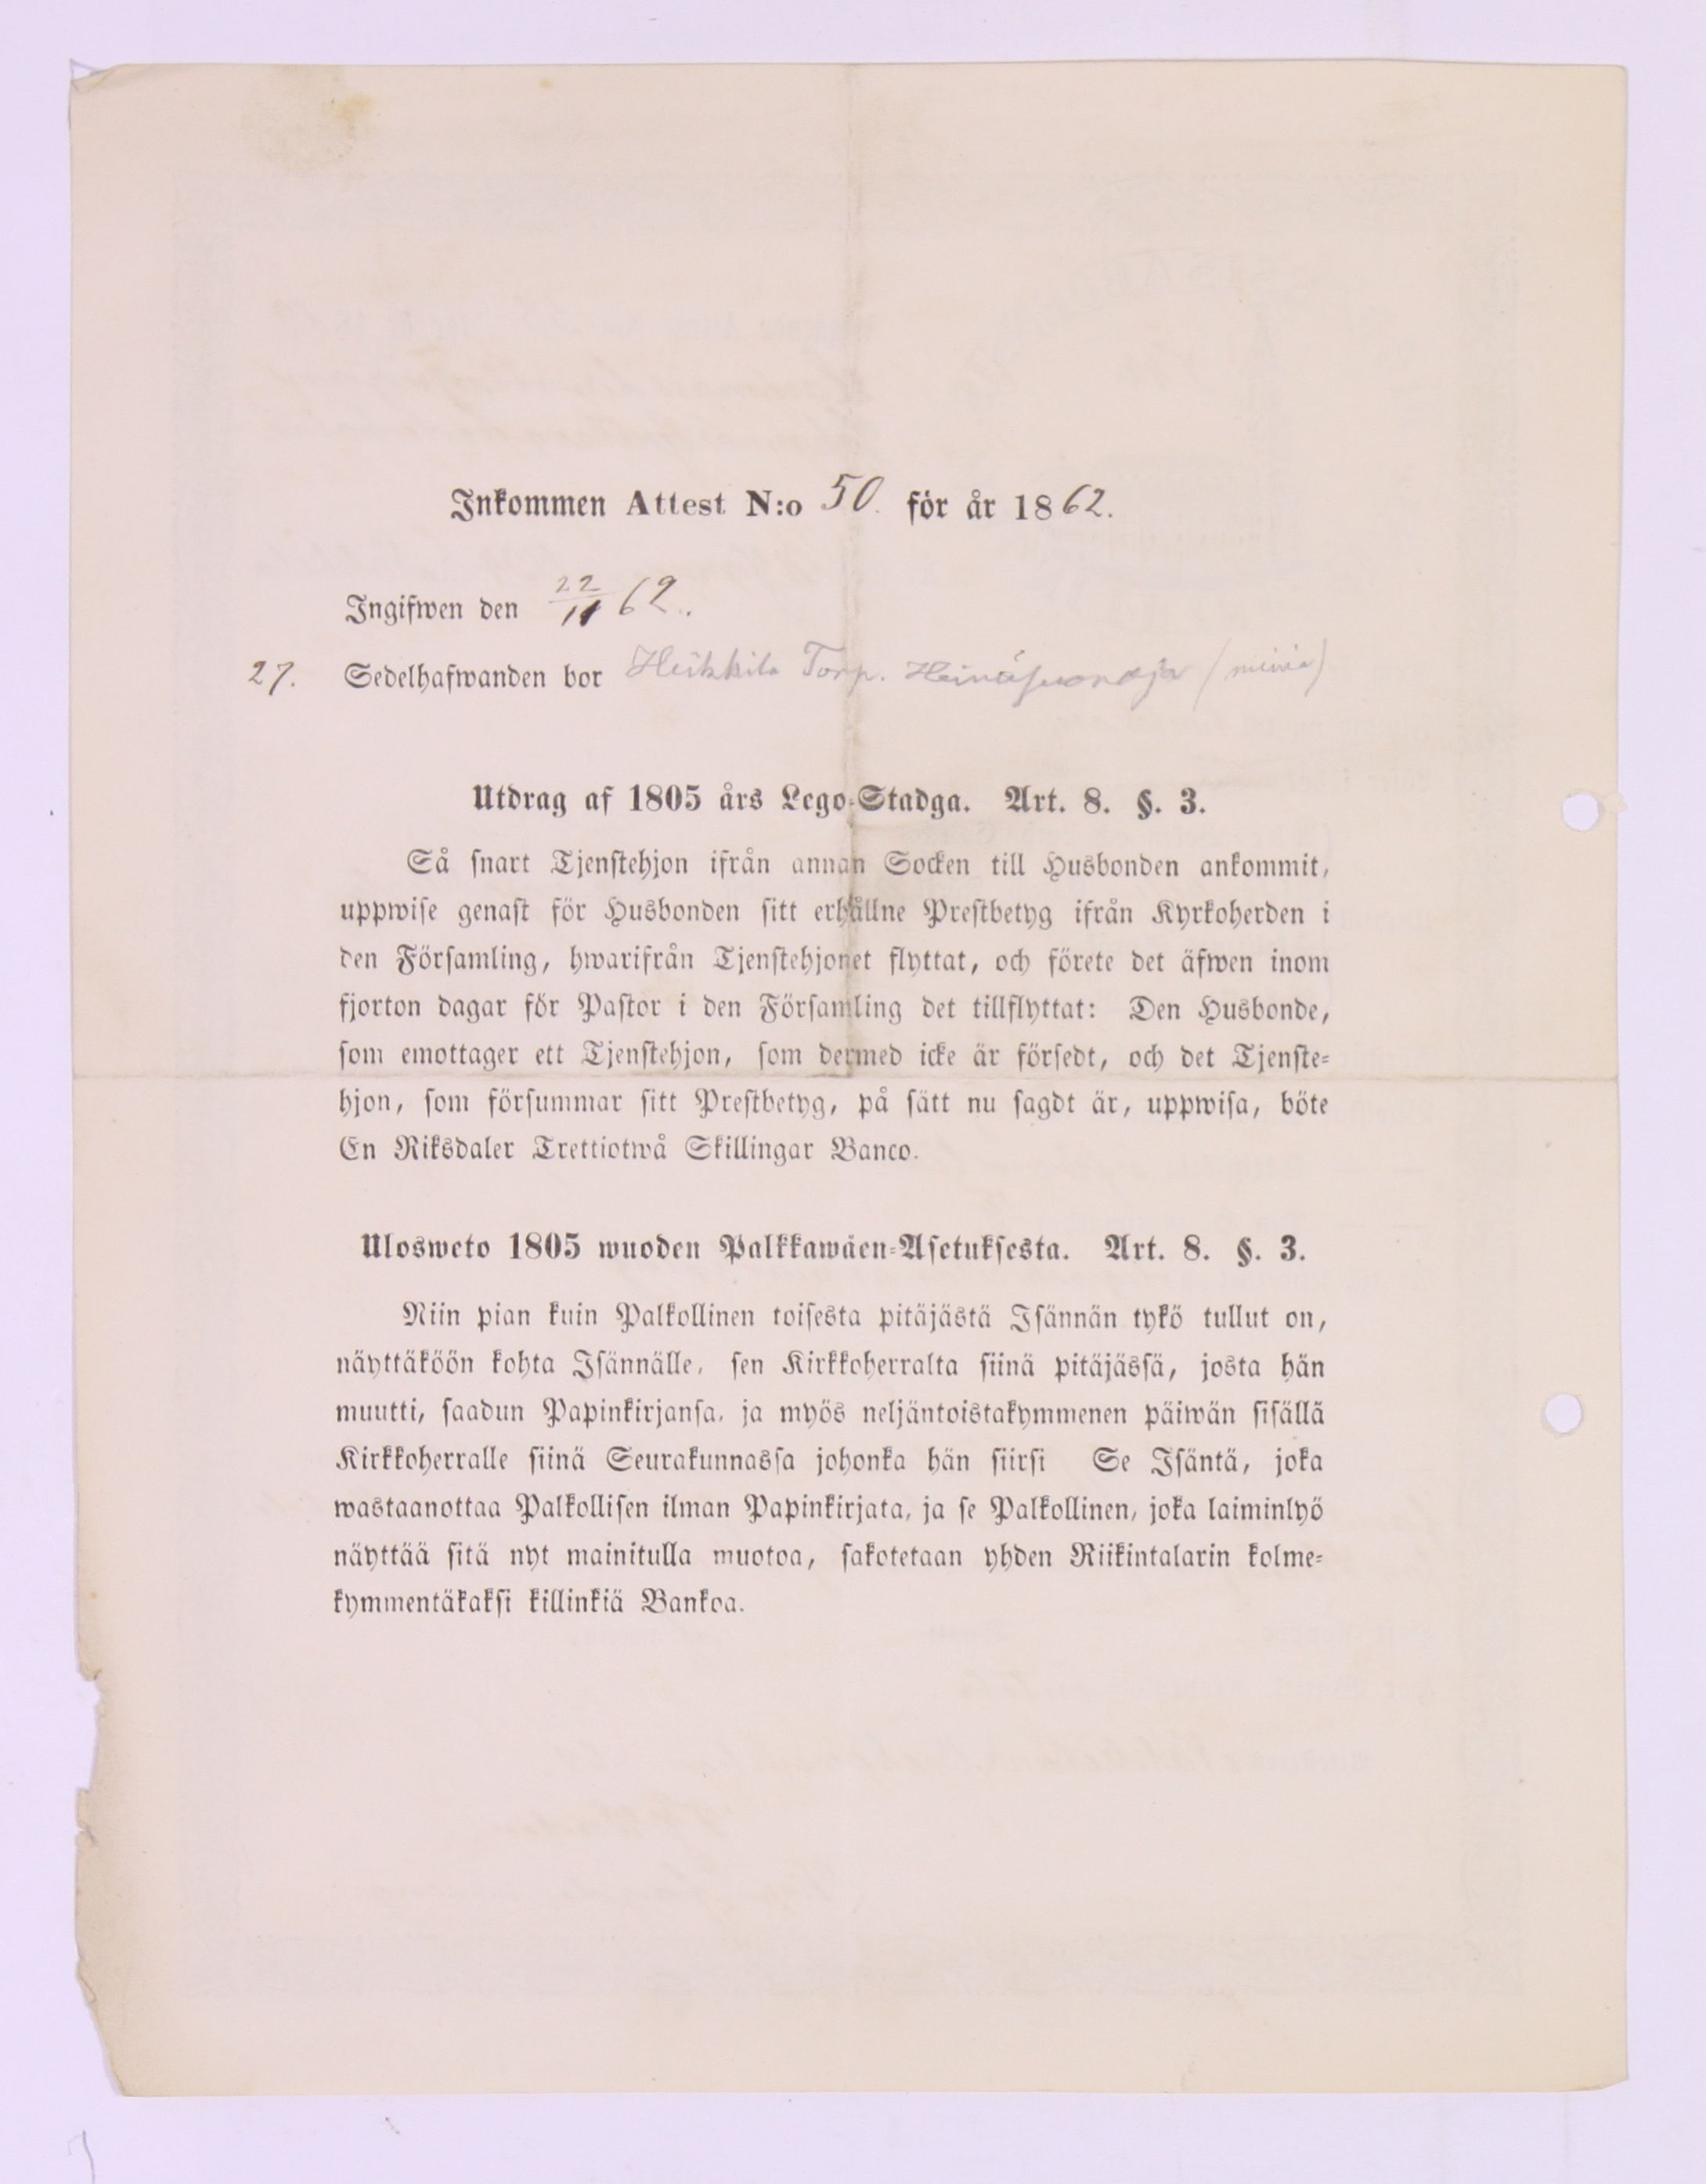 Inkommen Attest N:o 50. för år 1862.
Ingifwen den 22/11 62.
27. Sedelhafwanden bor Heikkila Torp. Heinäsuonoja (miniä)
Utdrag af 1805 års Lego-Stadga. Art. 8. §. 3.
Så snart Tjenstehjon ifrån annan Socken till Husbonden ankommit,
uppwise genast för Husbonden sitt erhållne Prestbetyg ifrån Kyrkoherden i
den Församling, hwarifrån Tjenstehjonet flyttat, och förete det äfwen inom
fjorton dagar för Pastor i den Församling det tillflyttat: Den Husbonde,
som emottager ett Tjenstehjon, som dermed icke är försedt, och det Tjenste-
hjon, som försummar sitt Prestbetyg, på sätt nu sagdt är, uppwisa, böte
En Riksdaler Trettiotwå Skillingar Banco.
Ulosweto 1805 wuoden Palkkawäen-Asetuksesta. Art. 8. §. 3.
Niin pian kuin Palkollinen toisesta pitäjästä Isännän tykö tullut on,
näyttäköön kohta Isännälle, sen Kirkkoherralta siinä pitäjässä, josta hän
muutti, saadun Papinkirjansa, ja myös neljäntoistakymmenen päiwän sisällä
Kirkkoherralle siinä Seurakunnassa johonka hän siirsi Se Isäntä, joka
wastaanottaa Palkollisen ilman Papinkirjata, ja se Palkollinen, joka laiminlyö
näyttää sitä nyt mainitulla muotoa, sakotetaan yhden Riikintalarin kolme-
kymmentäkaksi killinkiä Bankoa.